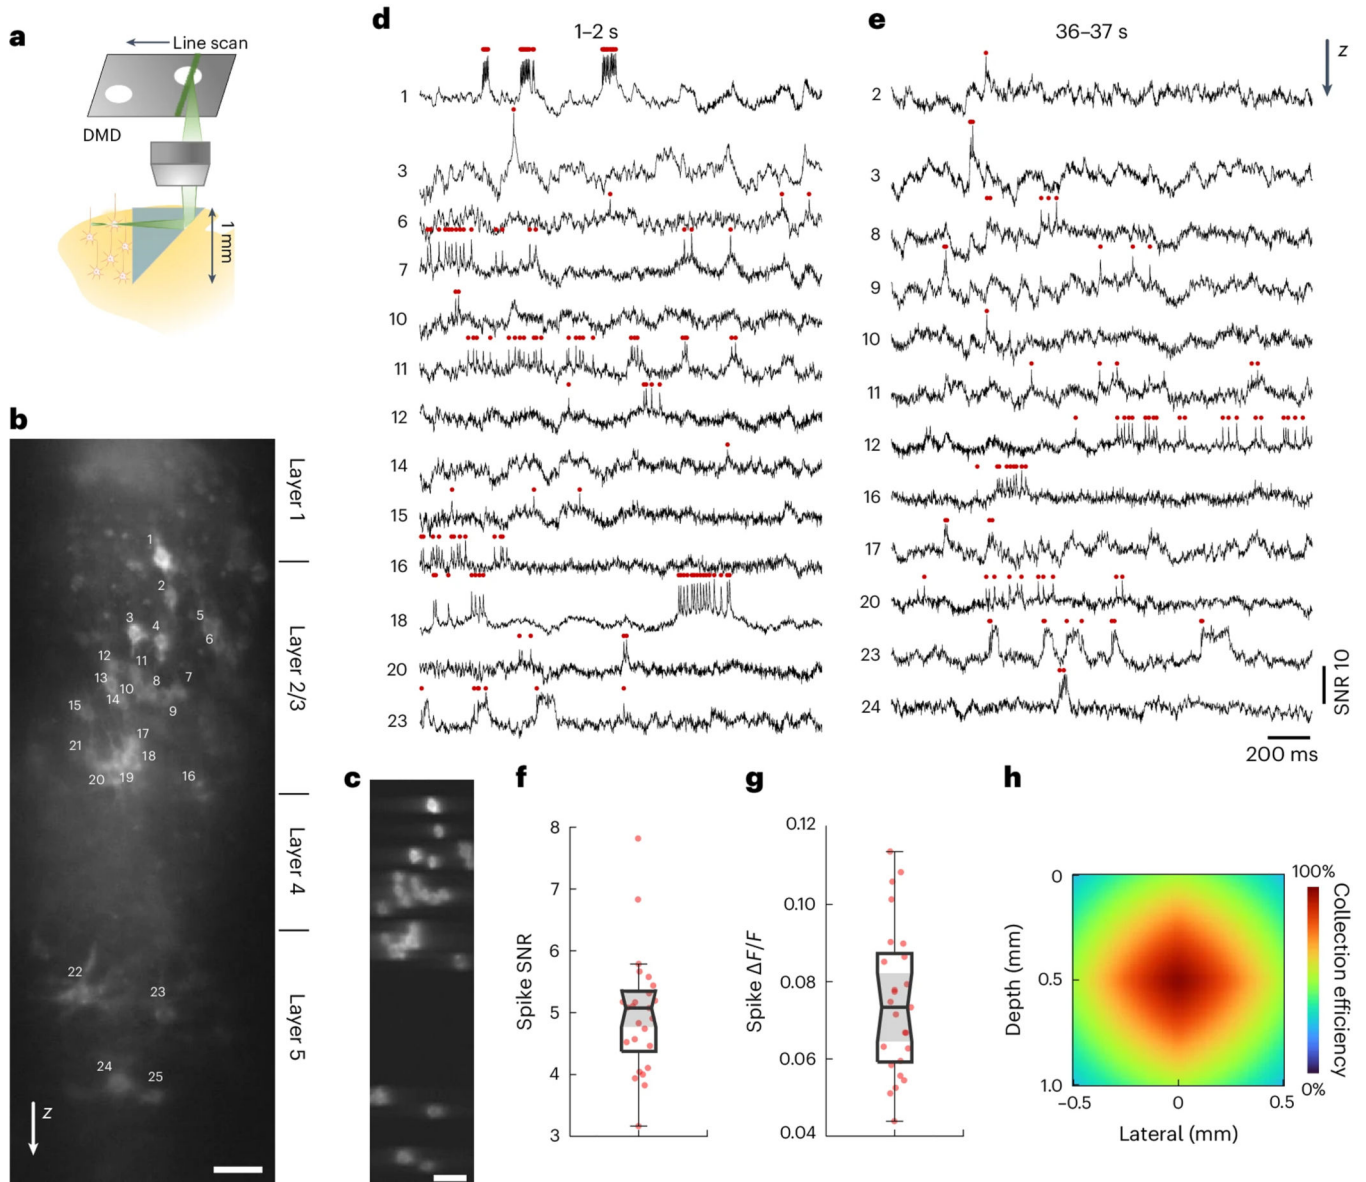 a
Line scan
DMD
1 mm
b
Layer 1
Layer 2/3
Layer 4
Layer 5
1
2
3
4
5
6
12
11
13
10
8
7
14
15
9
17
21
18
20
19
16
22
23
24
25
z
c
d
1–2 s
1
3
6
7
10
11
12
14
15
16
18
20
23
e
36–37 s
z
2
3
8
9
10
11
12
16
17
20
23
24
SNR 10
200 ms
f
Spike SNR
8
7
6
5
4
3
g
Spike ΔF/F
0.12
0.10
0.08
0.06
0.04
h
Depth (mm)
0
0.5
1.0
−0.5
0
0.5
Lateral (mm)
100%
Collection efficiency
0%